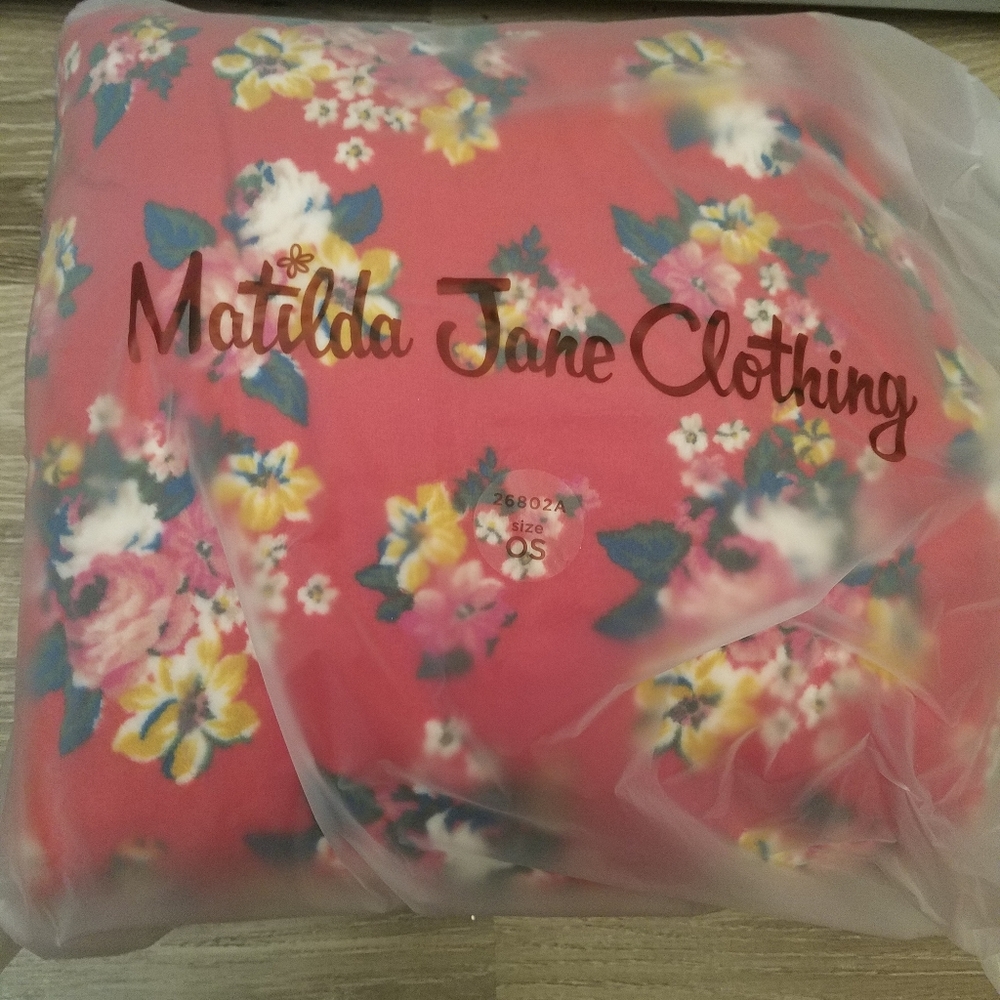 Matilda Jane Clothing
26802A
size
OS